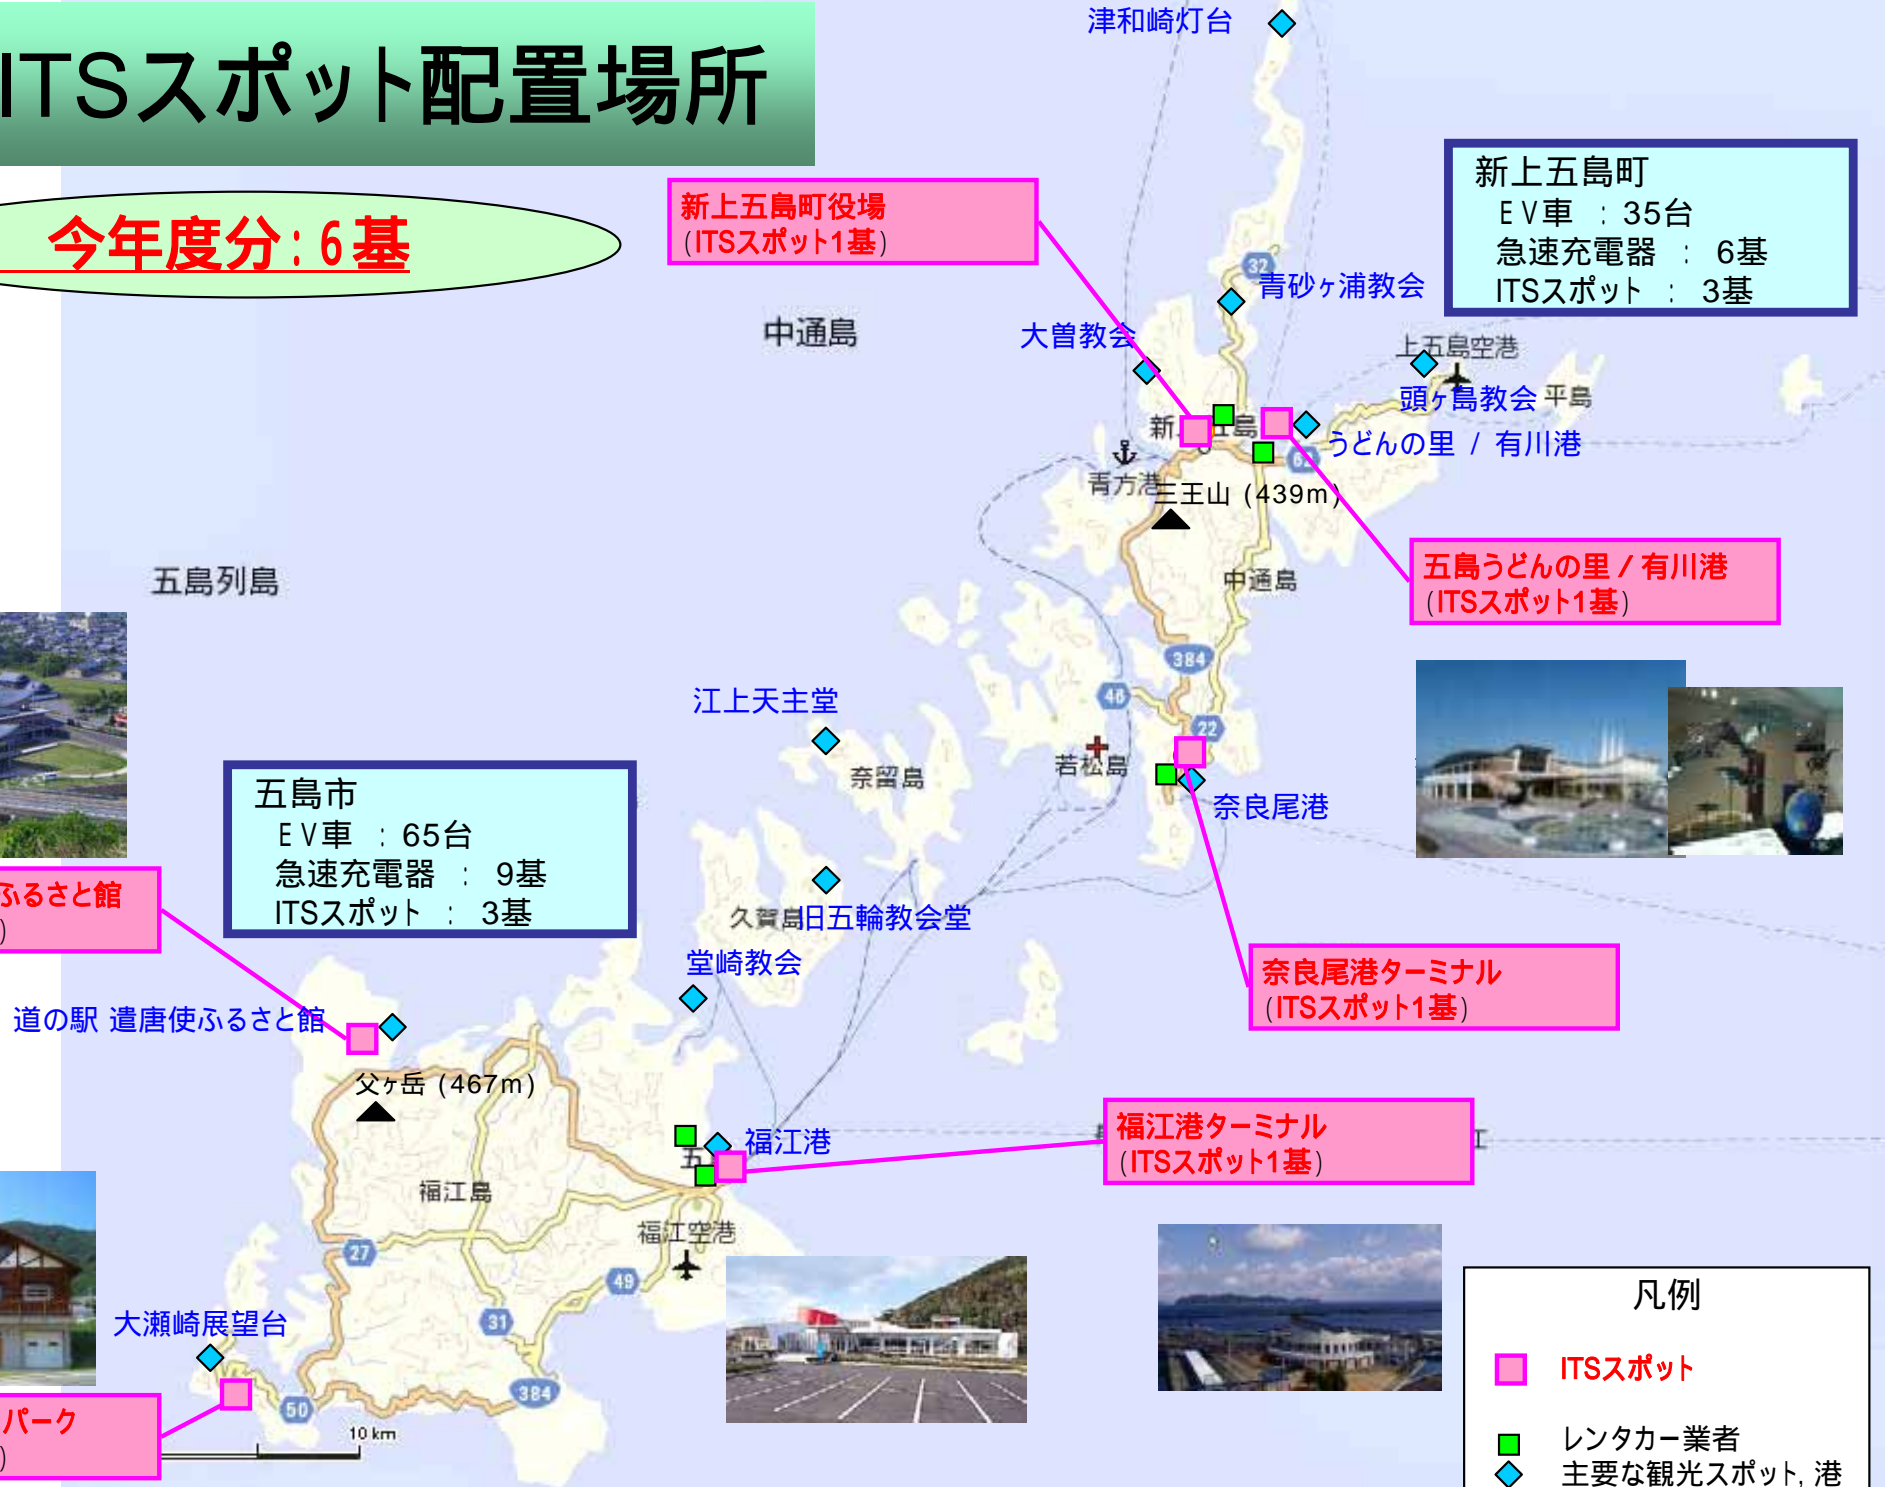 ITSスポット配置場所
今年度分：6基
津和崎灯台
新上五島町
EV車 ： 35台
急速充電器 ： 6基
ITSスポット ： 3基
新上五島町役場
（ITSスポット1基）
32
青砂ヶ浦教会
中通島
大曽教会
上五島空港
頭ヶ島教会
平島
新上五島
うどんの里 / 有川港
青方港
三王山 (439m)
五島うどんの里 / 有川港
（ITSスポット1基）
五島列島
中通島
384
46
22
江上天主堂
奈留島
若松島
奈良尾港
五島市
EV車 ： 65台
急速充電器 ： 9基
ITSスポット ： 3基
ふるさと館
）
久賀島
旧五輪教会堂
堂崎教会
奈良尾港ターミナル
（ITSスポット1基）
道の駅 遣唐使ふるさと館
父ヶ岳 (467m)
福江港
福江港ターミナル
（ITSスポット1基）
江
五
福江島
福江空港
27
49
31
大瀬崎展望台
384
50
パーク
）
10 km
凡例
ITSスポット
レンタカー業者
主要な観光スポット, 港